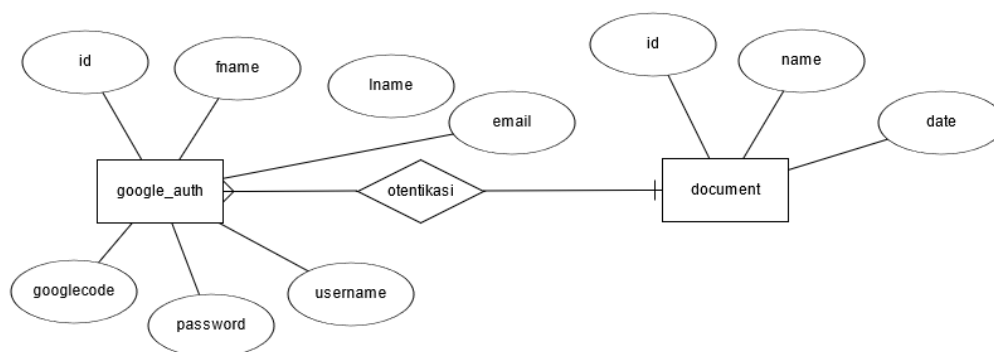 id
fname
lname
email
google_auth
otentikasi
googlecode
password
username
id
name
date
document